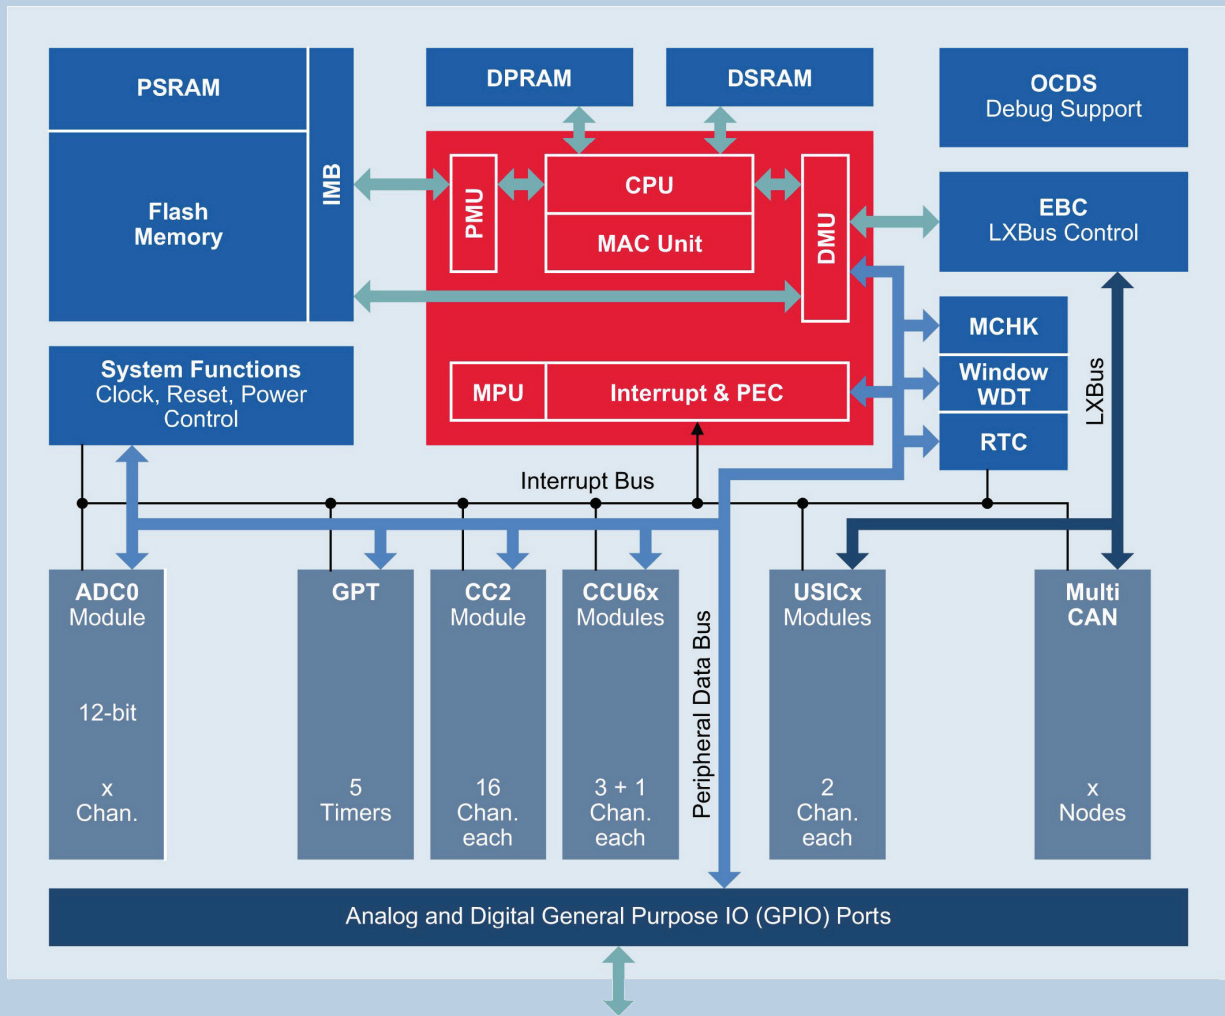 PSRAM
Flash
Memory
IMB
DPRAM
DSRAM
OCDS
Debug Support
PMU
CPU
MAC Unit
DMU
EBC
LXBus Control
MCHK
Window
WDT
RTC
LXBus
System Functions
Clock, Reset, Power
Control
MPU
Interrupt & PEC
Interrupt Bus
ADC0
Module
12-bit
x
Chan.
GPT
5
Timers
CC2
Module
16
Chan.
each
CCU6x
Modules
3 + 1
Chan.
each
Peripheral Data Bus
USICx
Modules
2
Chan.
each
Multi
CAN
x
Nodes
Analog and Digital General Purpose IO (GPIO) Ports